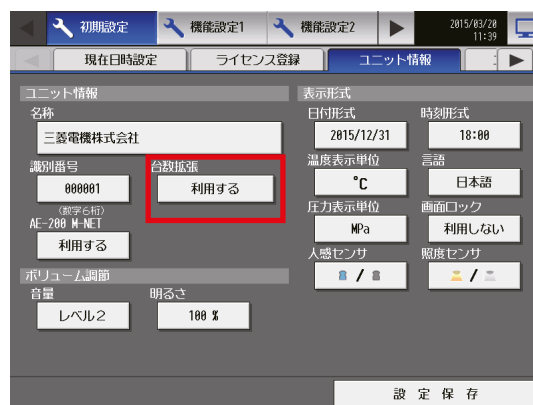 初期設定
機能設定1
機能設定2
2015/03/20
11:39
現在日時設定
ライセンス登録
ユニット情報
ユニット情報
名称
三菱電機株式会社
識別番号
000001
(数字6桁)
台数拡張
利用する
AE-200 M-NET
利用する
ボリューム調節
音量
レベル2
明るさ
100 %
表示形式
日付形式
2015/12/31
時刻形式
18:00
温度表示単位
℃
言語
日本語
圧力表示単位
MPa
画面ロック
利用しない
人感センサ
/
照度センサ
/
設定保存